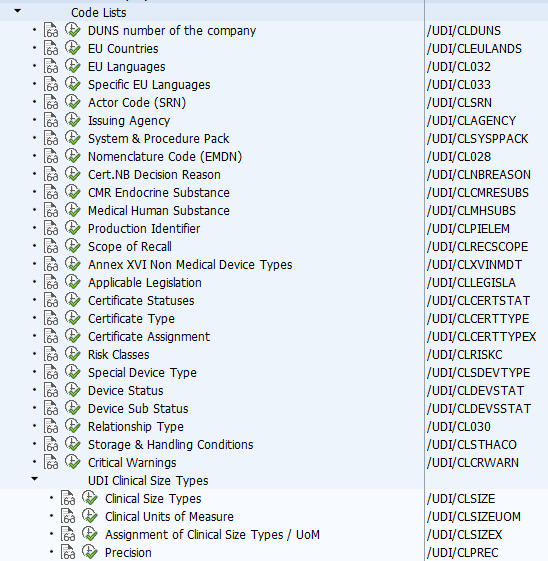 Code Lists
DUNS number of the company /UDI/CLDUNS
EU Countries /UDI/CLEULANDS
EU Languages /UDI/CL032
Specific EU Languages /UDI/CL033
Actor Code (SRN) /UDI/CLSRN
Issuing Agency /UDI/CLAGENCY
System & Procedure Pack /UDI/CLSYSPPACK
Nomenclature Code (EMDN) /UDI/CL028
Cert.NB Decision Reason /UDI/CLNBREASON
CMR Endocrine Substance /UDI/CLCMRESUBS
Medical Human Substance /UDI/CLMHSUBS
Production Identifier /UDI/CLPIELEM
Scope of Recall /UDI/CLRECSCOPE
Annex XVI Non Medical Device Types /UDI/CLXVINMDT
Applicable Legislation /UDI/CLLEGISLA
Certificate Statuses /UDI/CLCERTSTAT
Certificate Type /UDI/CLCERTTYPE
Certificate Assignment /UDI/CLCERTTYPEX
Risk Classes /UDI/CLRISKC
Special Device Type /UDI/CLSDEVTYPE
Device Status /UDI/CLDEVSTAT
Device Sub Status /UDI/CLDEVSSTAT
Relationship Type /UDI/CL030
Storage & Handling Conditions /UDI/CLSTHACO
Critical Warnings /UDI/CLCRWARN
UDI Clinical Size Types
Clinical Size Types /UDI/CLSIZE
Clinical Units of Measure /UDI/CLSIZEUOM
Assignment of Clinical Size Types / UoM /UDI/CLSIZEX
Precision /UDI/CLPREC